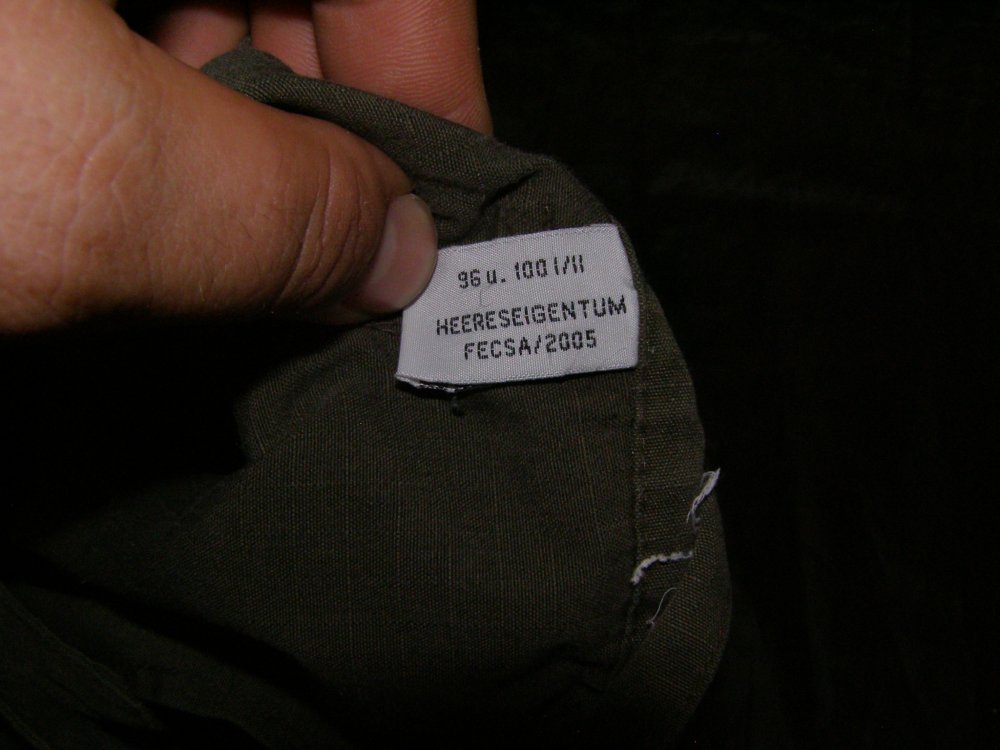 96 u. 100 I/II
HEERESEIGENTUM
FECSA/2005